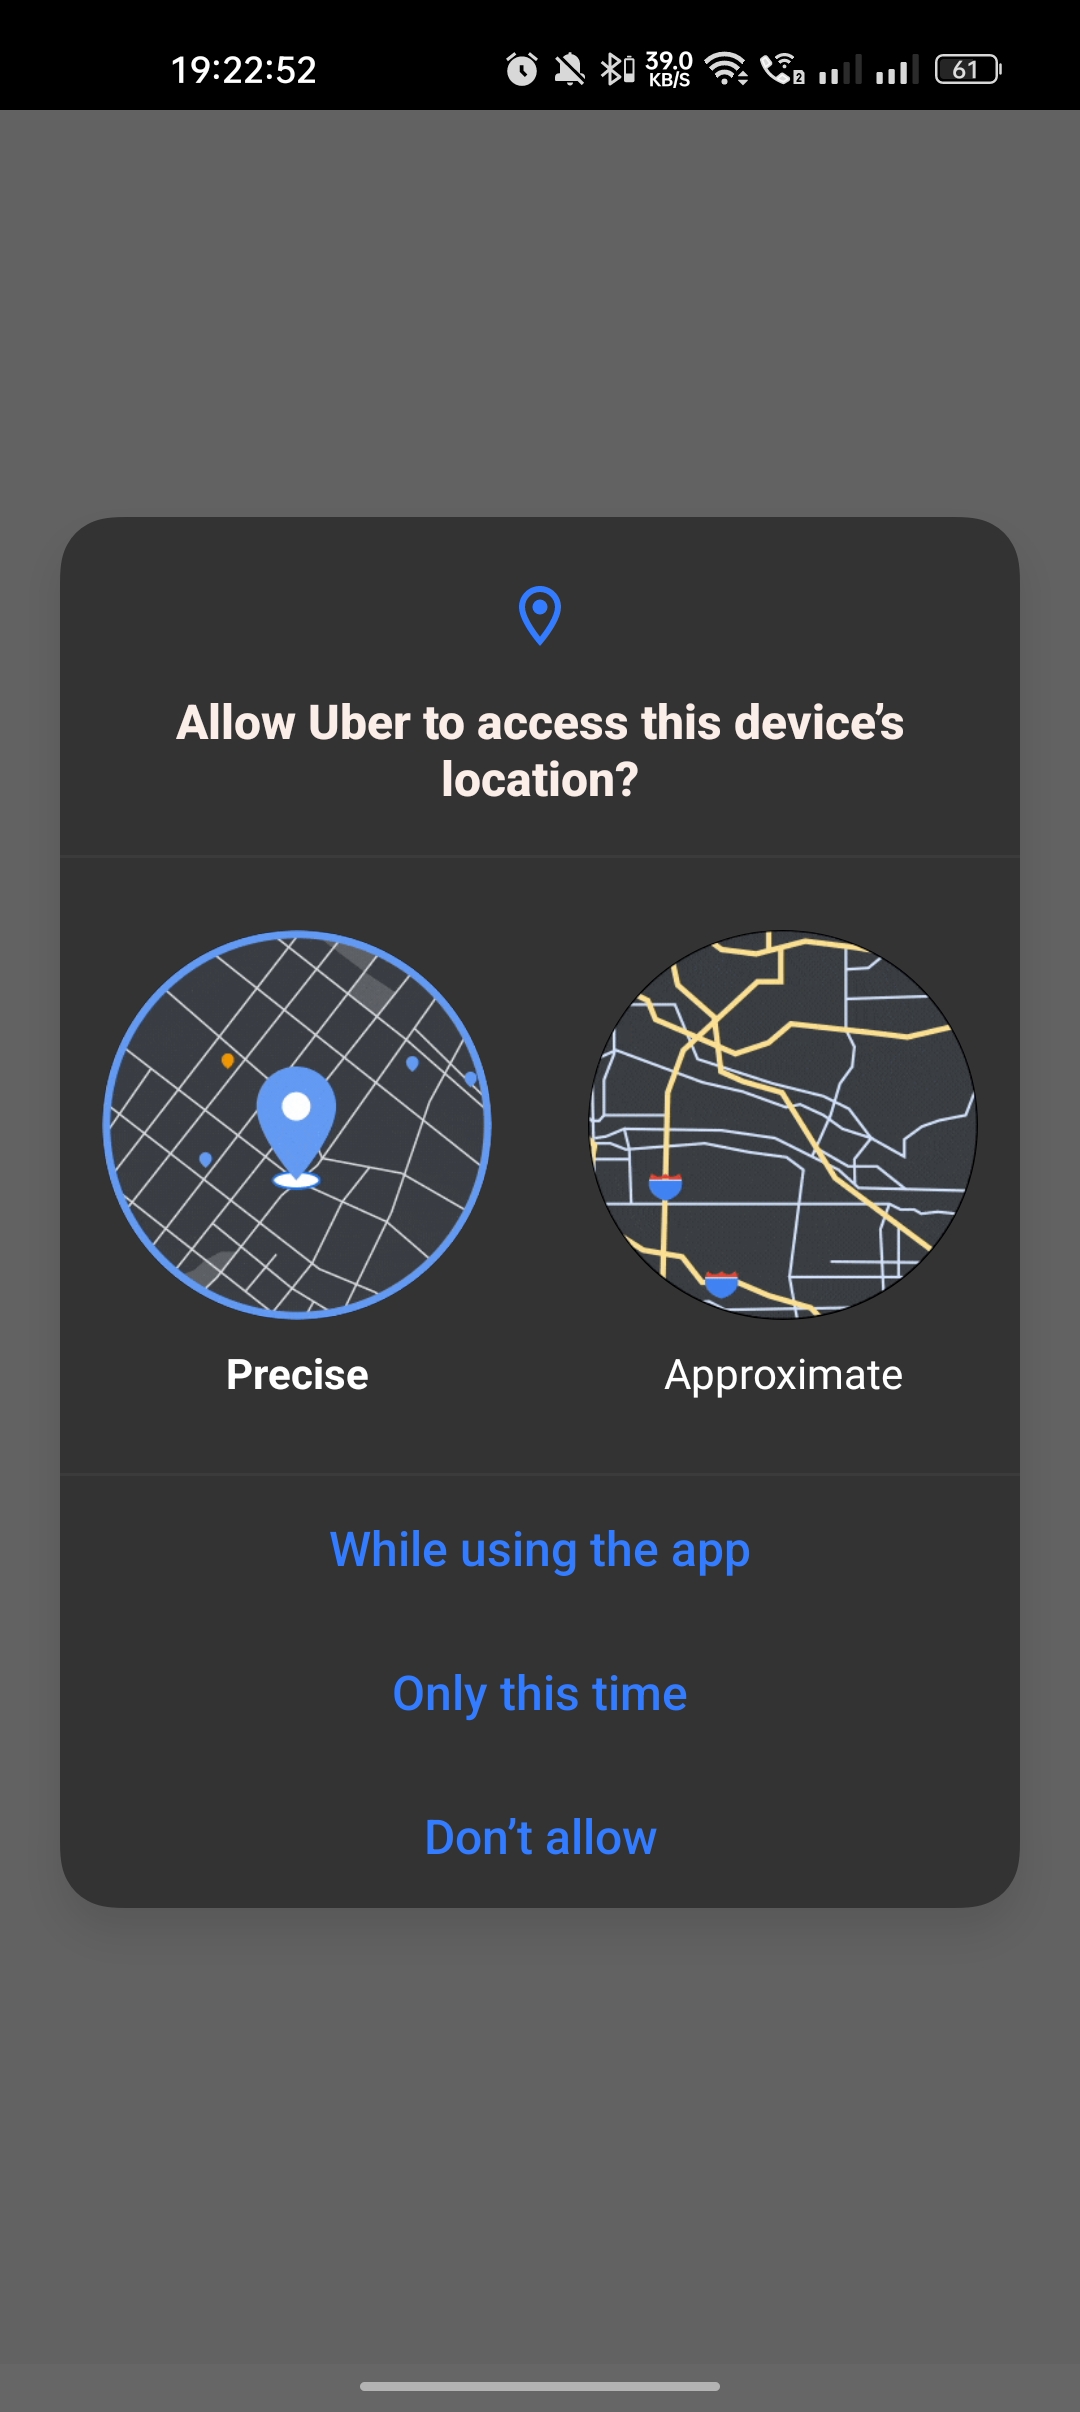 19:22:52
39.0
KB/S
2
61
Allow Uber to access this device’s
location?
Precise
Approximate
While using the app
Only this time
Don’t allow